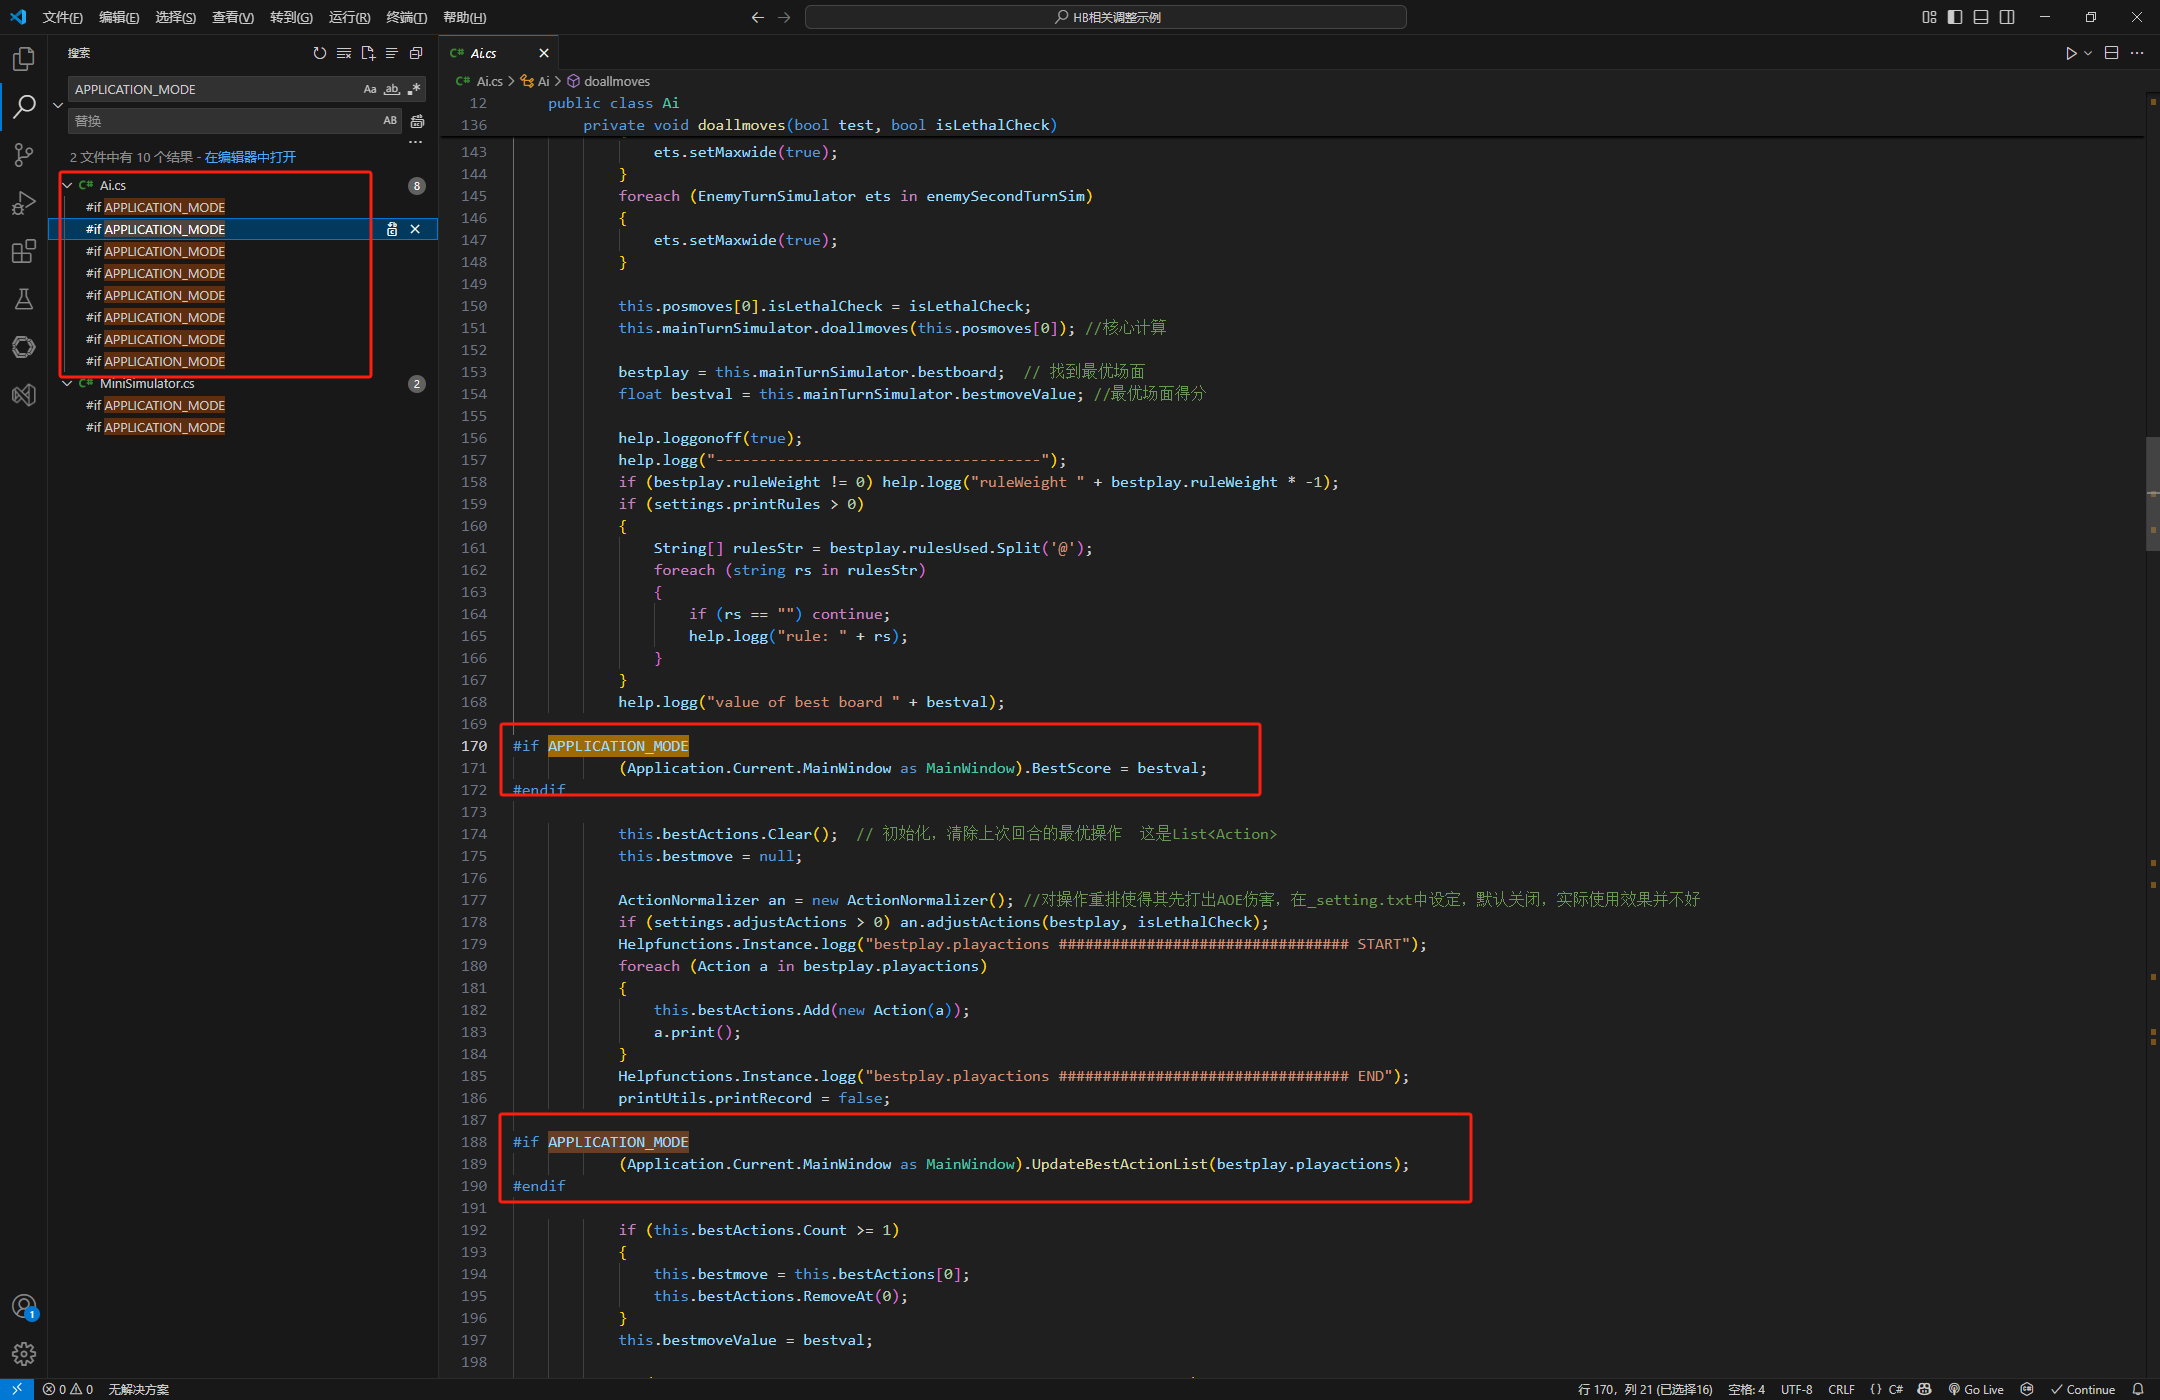 文件(F) 编辑(E) 选择(S) 查看(V) 转到(G) 运行(R) 终端(T) 帮助(H)
HB相关调整示例
搜索
APPLICATION_MODE
Aa ab .*
替换
AB
2 文件中有 10 个结果 - 在编辑器中打开
C# Ai.cs 8
#if APPLICATION_MODE
#if APPLICATION_MODE
#if APPLICATION_MODE
#if APPLICATION_MODE
#if APPLICATION_MODE
#if APPLICATION_MODE
#if APPLICATION_MODE
#if APPLICATION_MODE
C# MiniSimulator.cs 2
#if APPLICATION_MODE
#if APPLICATION_MODE
1
C# Ai.cs
C# Ai.cs > Ai > doallmoves
12 public class Ai
136 private void doallmoves(bool test, bool isLethalCheck)
143 ets.setMaxwide(true);
144 }
145 foreach (EnemyTurnSimulator ets in enemySecondTurnSim)
146 {
147 ets.setMaxwide(true);
148 }
149
150 this.posmoves[0].isLethalCheck = isLethalCheck;
151 this.mainTurnSimulator.doallmoves(this.posmoves[0]); //核心计算
152
153 bestplay = this.mainTurnSimulator.bestboard; // 找到最优场面
154 float bestval = this.mainTurnSimulator.bestmoveValue; //最优场面得分
155
156 help.loggonoff(true);
157 help.logg("-------------------------------------");
158 if (bestplay.ruleWeight != 0) help.logg("ruleWeight " + bestplay.ruleWeight * -1);
159 if (settings.printRules > 0)
160 {
161 String[] rulesStr = bestplay.rulesUsed.Split('@');
162 foreach (string rs in rulesStr)
163 {
164 if (rs == "") continue;
165 help.logg("rule: " + rs);
166 }
167 }
168 help.logg("value of best board " + bestval);
169
170 #if APPLICATION_MODE
171 (Application.Current.MainWindow as MainWindow).BestScore = bestval;
172 #endif
173
174 this.bestActions.Clear(); // 初始化，清除上次回合的最优操作 这是List<Action>
175 this.bestmove = null;
176
177 ActionNormalizer an = new ActionNormalizer(); //对操作重排使得其先打出AOE伤害，在_setting.txt中设定，默认关闭，实际使用效果并不好
178 if (settings.adjustActions > 0) an.adjustActions(bestplay, isLethalCheck);
179 Helpfunctions.Instance.logg("bestplay.playactions ################################# START");
180 foreach (Action a in bestplay.playactions)
181 {
182 this.bestActions.Add(new Action(a));
183 a.print();
184 }
185 Helpfunctions.Instance.logg("bestplay.playactions ################################# END");
186 printUtils.printRecord = false;
187
188 #if APPLICATION_MODE
189 (Application.Current.MainWindow as MainWindow).UpdateBestActionList(bestplay.playactions);
190 #endif
191
192 if (this.bestActions.Count >= 1)
193 {
194 this.bestmove = this.bestActions[0];
195 this.bestActions.RemoveAt(0);
196 }
197 this.bestmoveValue = bestval;
198
0 0 无解决方案 行 170，列 21 (已选择16) 空格: 4 UTF-8 CRLF {} C# Go Live Continue